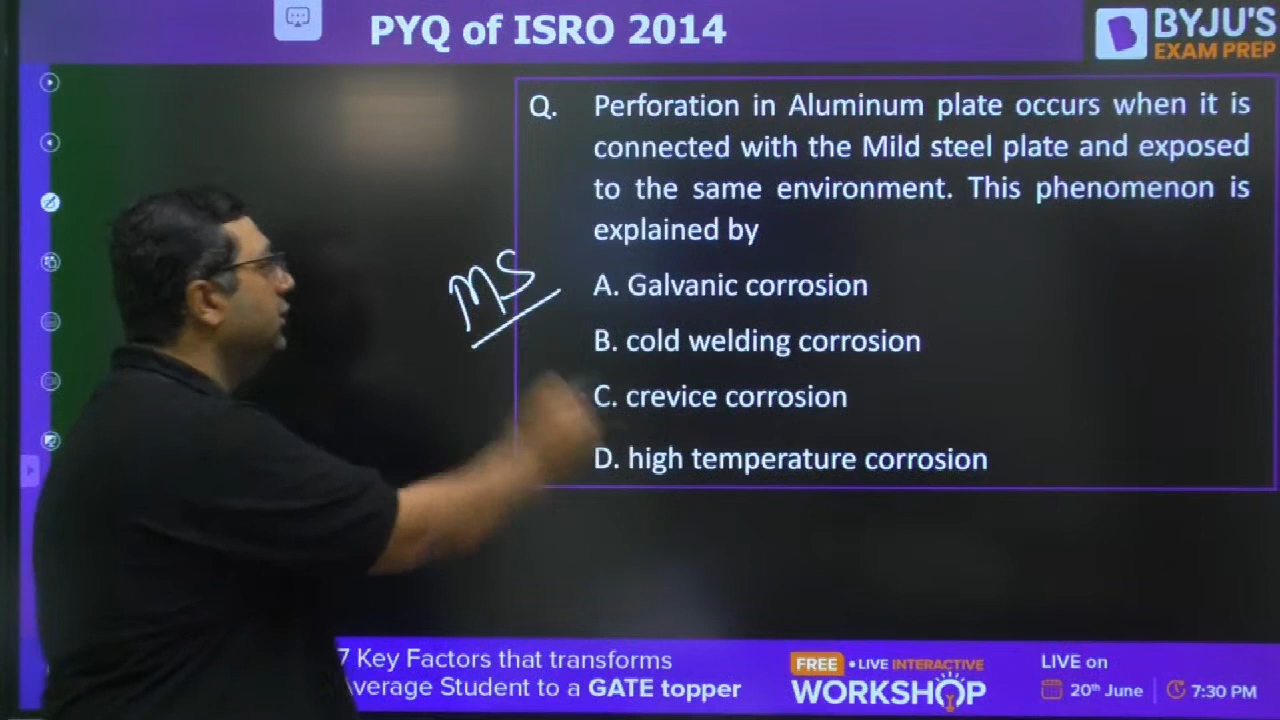 PYQ of ISRO 2014
BYJU'S
EXAM PREP
Q. Perforation in Aluminum plate occurs when it is
connected with the Mild steel plate and exposed
to the same environment. This phenomenon is
explained by
MS
A. Galvanic corrosion
B. cold welding corrosion
C. crevice corrosion
D. high temperature corrosion
7 Key Factors that transforms
Average Student to a GATE topper
FREE • LIVE INTERACTIVE
WORKSHOP
LIVE on
20th June | 7:30 PM